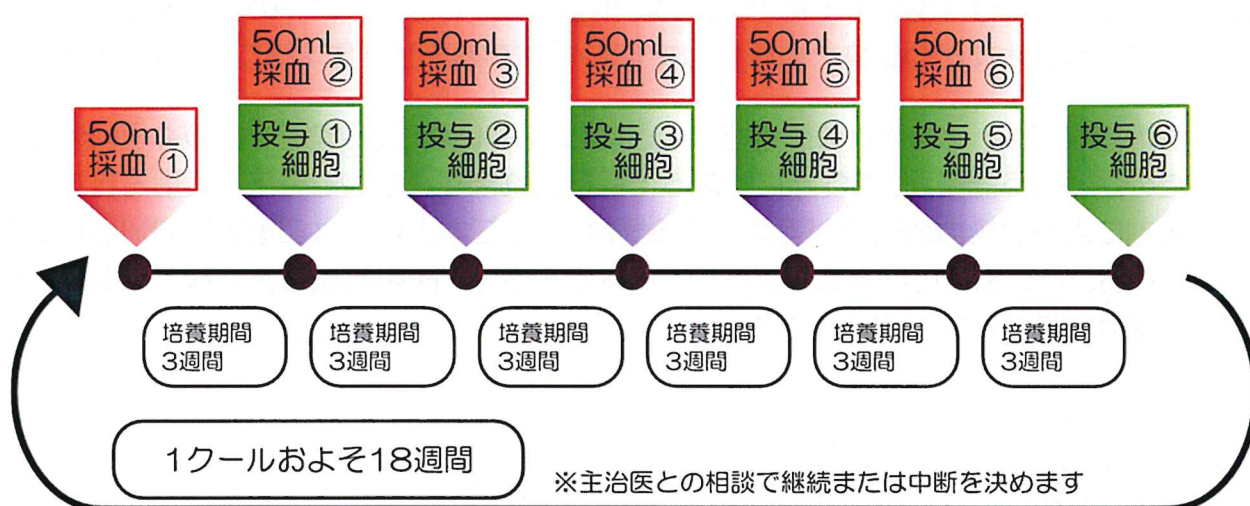 50mL
採血 ①
50mL
採血 ②
投与 ①
細胞
50mL
採血 ③
投与 ②
細胞
50mL
採血 ④
投与 ③
細胞
50mL
採血 ⑤
投与 ④
細胞
50mL
採血 ⑥
投与 ⑤
細胞
投与 ⑥
細胞
培養期間
3週間
培養期間
3週間
培養期間
3週間
培養期間
3週間
培養期間
3週間
培養期間
3週間
1クールおよそ18週間
※主治医との相談で継続または中断を決めます